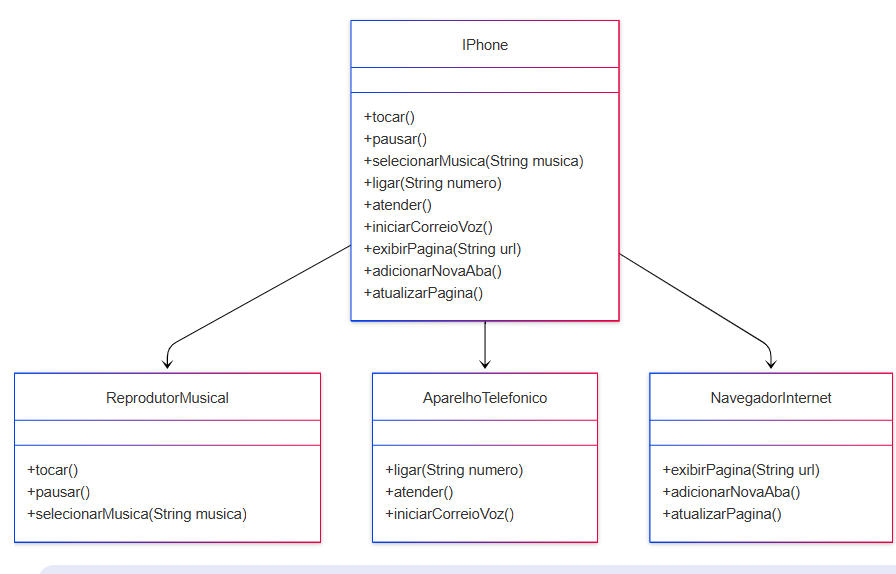 IPhone
+tocar()
+pausar()
+selecionarMusica(String musica)
+ligar(String numero)
+atender()
+iniciarCorreioVoz()
+exibirPagina(String url)
+adicionarNovaAba()
+atualizarPagina()
ReprodutorMusical
+tocar()
+pausar()
+selecionarMusica(String musica)
AparelhoTelefonico
+ligar(String numero)
+atender()
+iniciarCorreioVoz()
NavegadorInternet
+exibirPagina(String url)
+adicionarNovaAba()
+atualizarPagina()